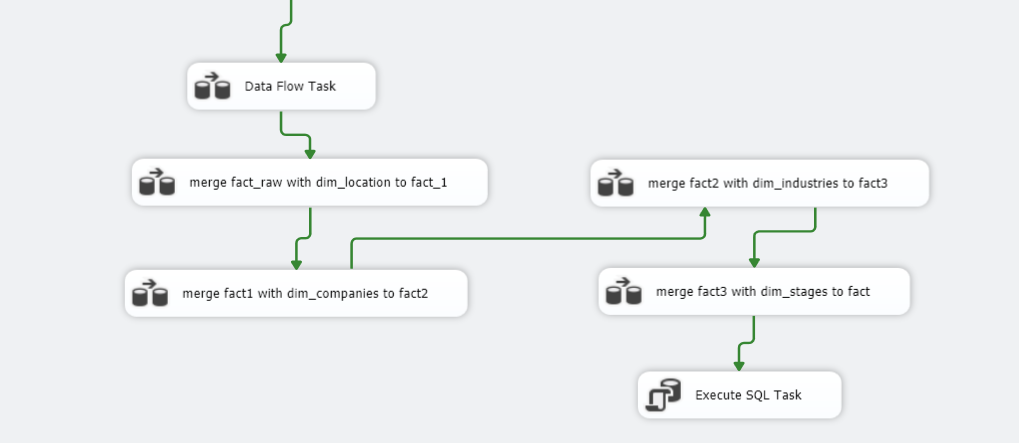 Data Flow Task
merge fact_raw with dim_location to fact_1
merge fact1 with dim_companies to fact2
merge fact2 with dim_industries to fact3
merge fact3 with dim_stages to fact
Execute SQL Task